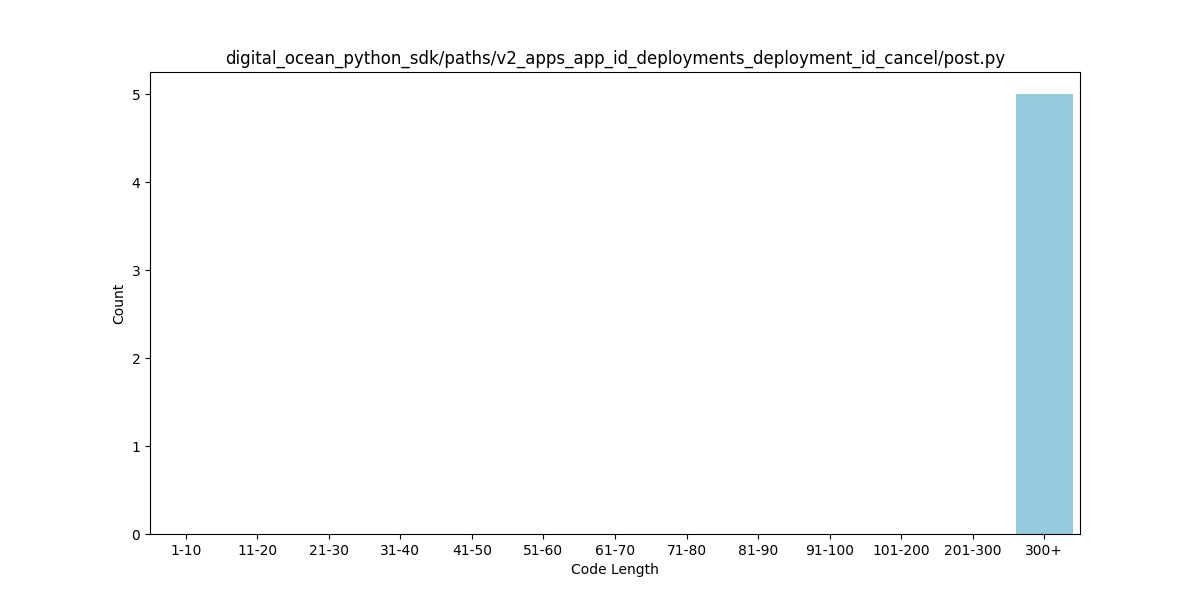 digital_ocean_python_sdk/paths/v2_apps_app_id_deployments_deployment_id_cancel/post.py
5
4
3
2
1
0
Count
1-10 11-20 21-30 31-40 41-50 51-60 61-70 71-80 81-90 91-100 101-200 201-300 300+
Code Length